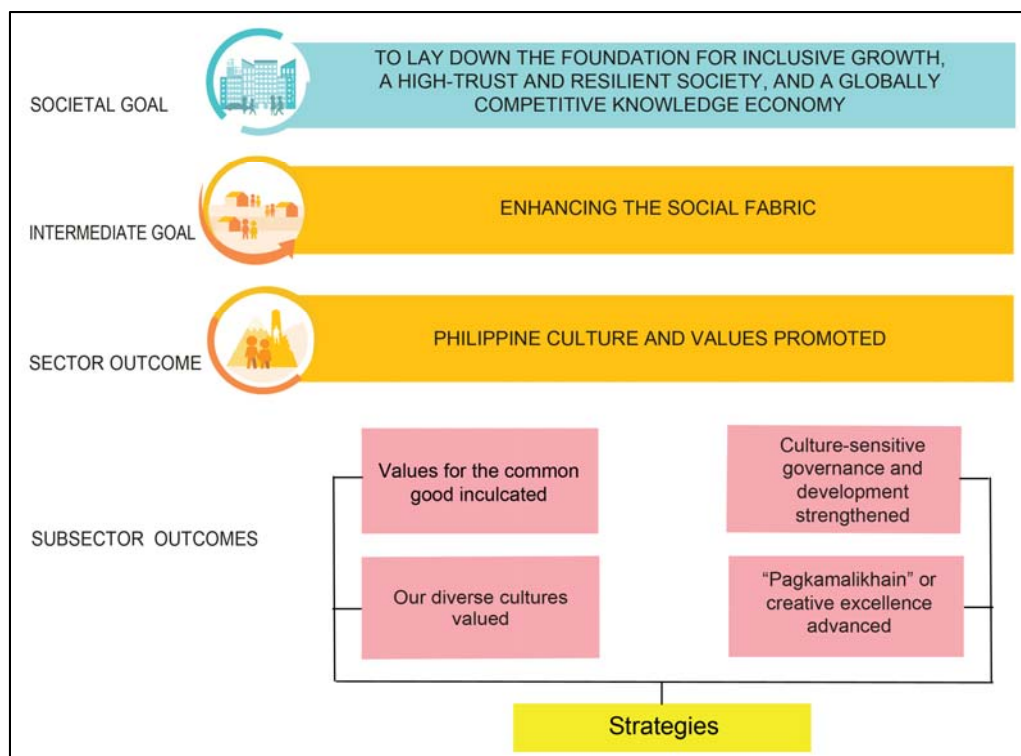 SOCIETAL GOAL
TO LAY DOWN THE FOUNDATION FOR INCLUSIVE GROWTH,
A HIGH-TRUST AND RESILIENT SOCIETY, AND A GLOBALLY
COMPETITIVE KNOWLEDGE ECONOMY
INTERMEDIATE GOAL
ENHANCING THE SOCIAL FABRIC
SECTOR OUTCOME
PHILIPPINE CULTURE AND VALUES PROMOTED
SUBSECTOR OUTCOMES
Values for the common
good inculcated
Culture-sensitive
governance and
development
strengthened
Our diverse cultures
valued
“Pagkamalikhain” or
creative excellence
advanced
Strategies